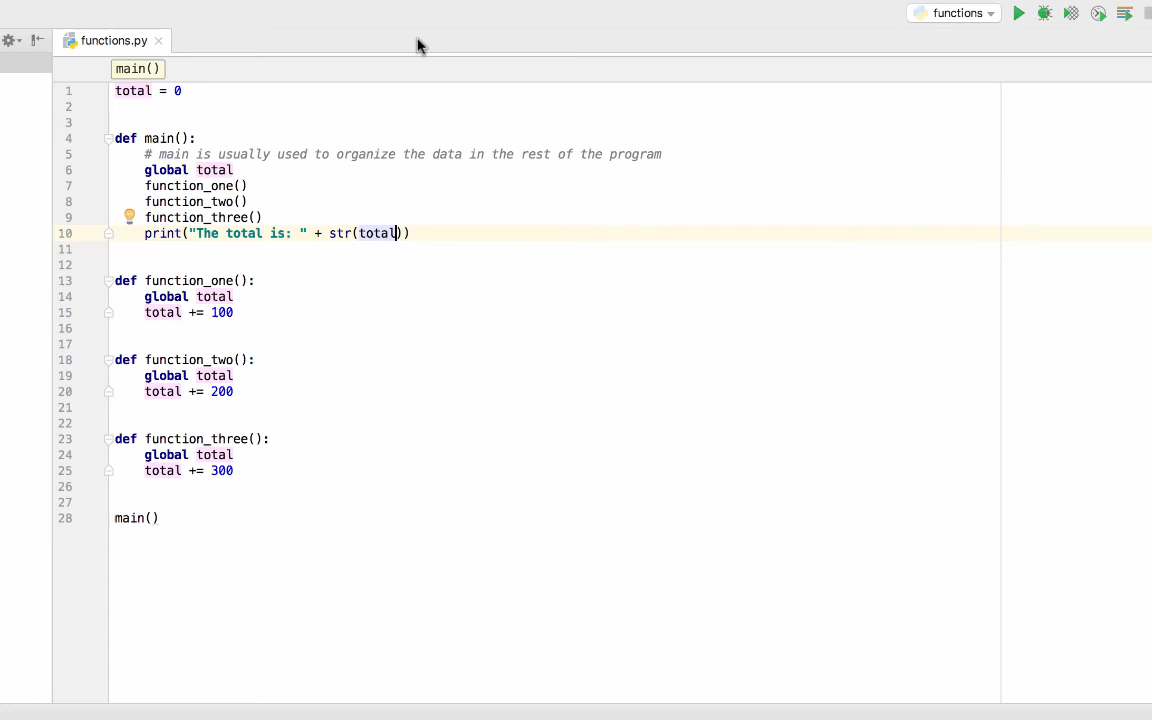 functions
functions.py
main()
1 total = 0
2
3
4 def main():
5 # main is usually used to organize the data in the rest of the program
6 global total
7 function_one()
8 function_two()
9 function_three()
10 print("The total is: " + str(total))
11
12
13 def function_one():
14 global total
15 total += 100
16
17
18 def function_two():
19 global total
20 total += 200
21
22
23 def function_three():
24 global total
25 total += 300
26
27
28 main()